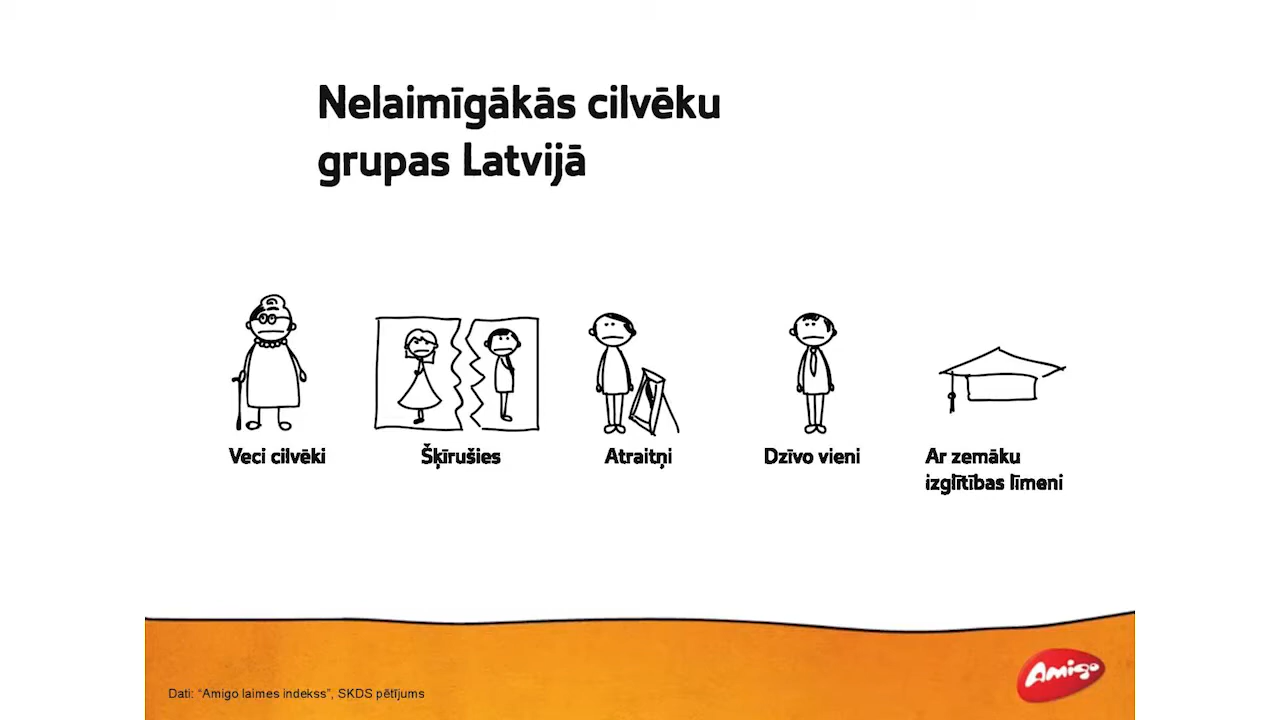 Nelaimīgākās cilvēku
grupas Latvijā
Veci cilvēki
Šķīrušies
Atraitņi
Dzīvo vieni
Ar zemāku
izglītības līmeni
Dati: “Amigo laimes indekss”, SKDS pētījums
Amigo